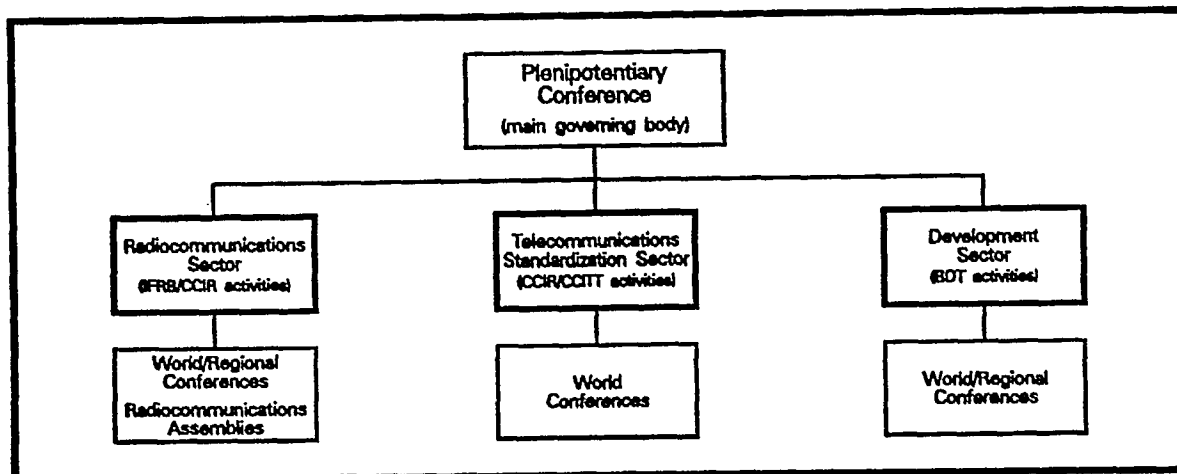 Plenipotentiary
Conference
(main governing body)
Radiocommunications
Sector
(IFRB/CCIR activities)
Telecommunications
Standardization Sector
(CCIR/CCITT activities)
Development
Sector
(BDT activities)
World/Regional
Conferences
Radiocommunications
Assemblies
World
Conferences
World/Regional
Conferences